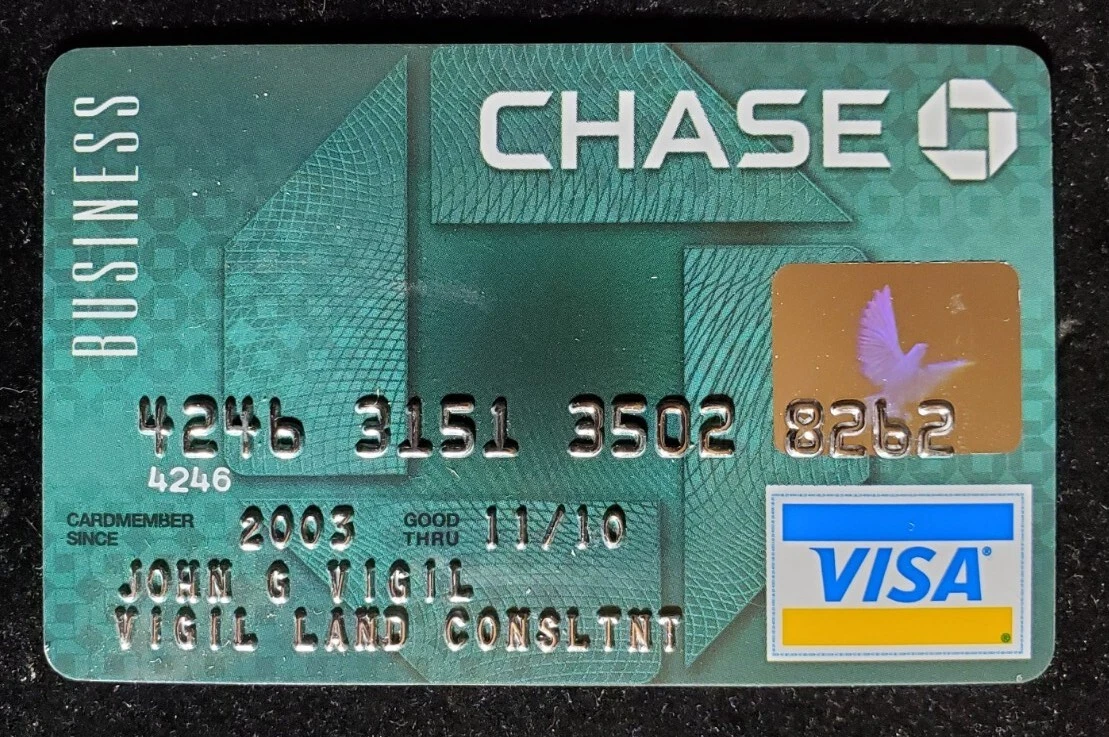 BUSINESS
CHASE
4246 3151 3502 8262
4246
CARDMEMBER SINCE 2003 GOOD THRU 11/10
JOHN G VIGIL
VIGIL LAND CONSLTNT
VISA®